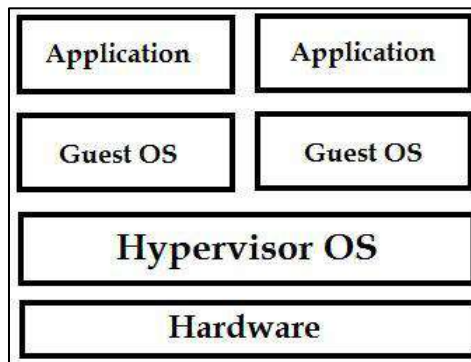 Application
Application
Guest OS
Guest OS
Hypervisor OS
Hardware